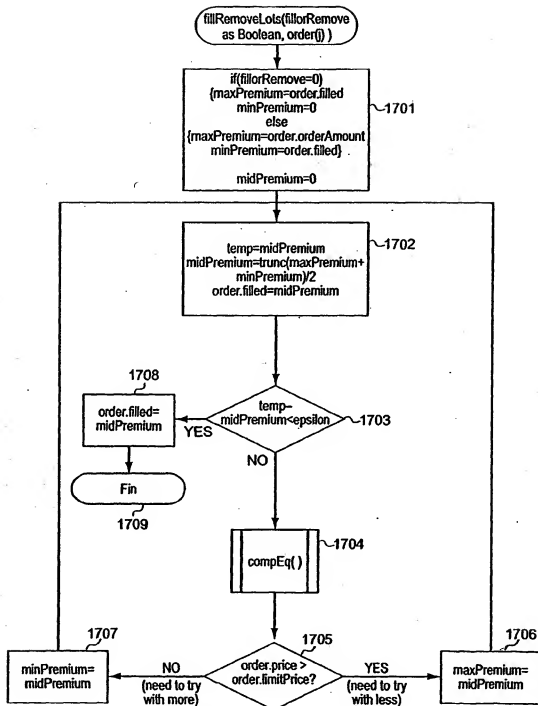 fillRemoveLots(fillorRemove
as Boolean, order(j) )
if(fillorRemove=0)
{maxPremium=order.filled
minPremium=0
else
{maxPremium=order.orderAmount
minPremium=order.filled}
midPremium=0
1701
temp=midPremium
midPremium=trunc(maxPremium+
minPremium)/2
order.filled=midPremium
1702
1708
order.filled=
midPremium
YES
temp-
midPremium<epsilon
1703
NO
Fin
1709
compEq( )
1704
1707
minPremium=
midPremium
NO
(need to try
with more)
1705
order.price >
order.limitPrice?
YES
(need to try
with less)
1706
maxPremium=
midPremium